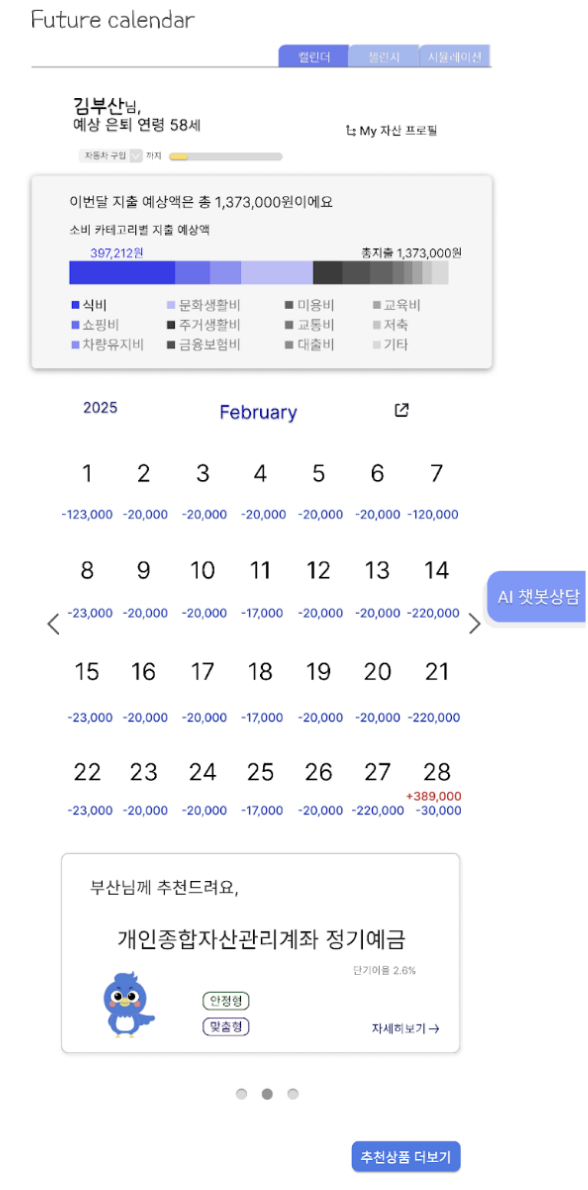 Future calendar
캘린더 챌린지 시뮬레이션
김부산님,
예상 은퇴 연령 58세
My 자산 프로필
자동차 구입 까지
이번달 지출 예상액은 총 1,373,000원이에요
소비 카테고리별 지출 예상액
397,212원 총지출 1,373,000원
식비 문화생활비 미용비 교육비
쇼핑비 주거생활비 교통비 저축
차량유지비 금융보험비 대출비 기타
2025 February
1 2 3 4 5 6 7
-123,000 -20,000 -20,000 -20,000 -20,000 -20,000 -120,000
8 9 10 11 12 13 14
AI 챗봇상담
-23,000 -20,000 -20,000 -17,000 -20,000 -20,000 -220,000
15 16 17 18 19 20 21
-23,000 -20,000 -20,000 -17,000 -20,000 -20,000 -220,000
22 23 24 25 26 27 28
+389,000
-23,000 -20,000 -20,000 -17,000 -20,000 -220,000 -30,000
부산님께 추천드려요,
개인종합자산관리계좌 정기예금
단기이율 2.6%
안정형
맞춤형 자세히보기 →
추천상품 더보기